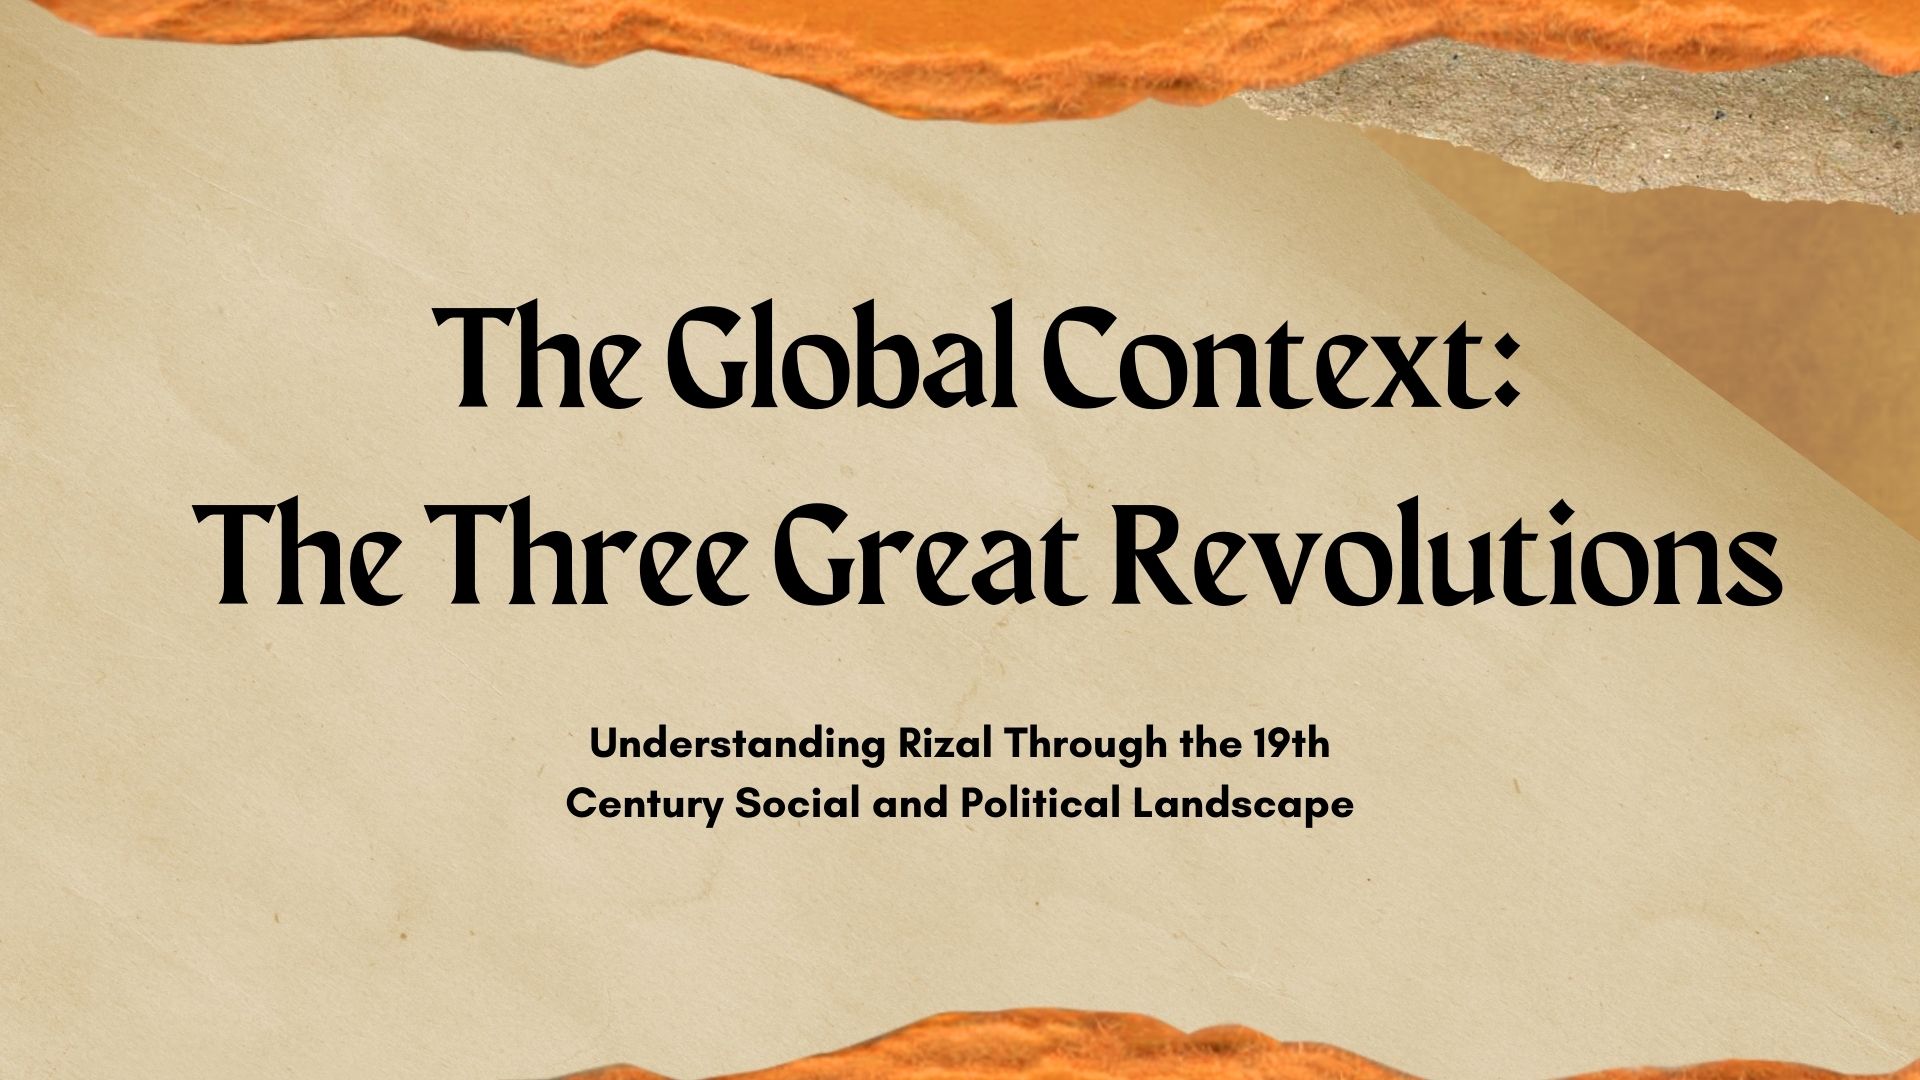 The Global Context:
The Three Great Revolutions
Understanding Rizal Through the 19th
Century Social and Political Landscape